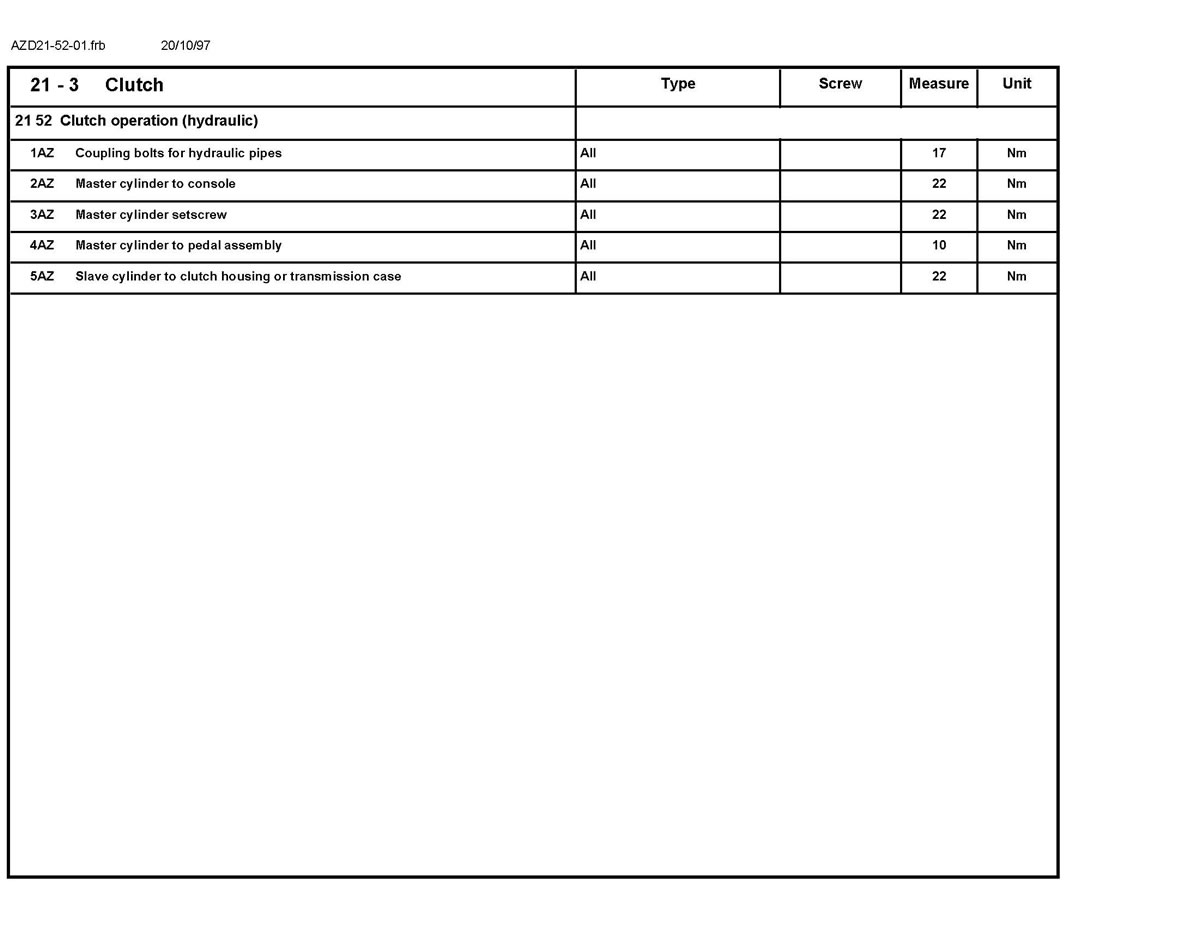 AZD21-52-01.frb 20/10/97
21 - 3 Clutch Type Screw Measure Unit
21 52 Clutch operation (hydraulic)
1AZ Coupling bolts for hydraulic pipes All 17 Nm
2AZ Master cylinder to console All 22 Nm
3AZ Master cylinder setscrew All 22 Nm
4AZ Master cylinder to pedal assembly All 10 Nm
5AZ Slave cylinder to clutch housing or transmission case All 22 Nm